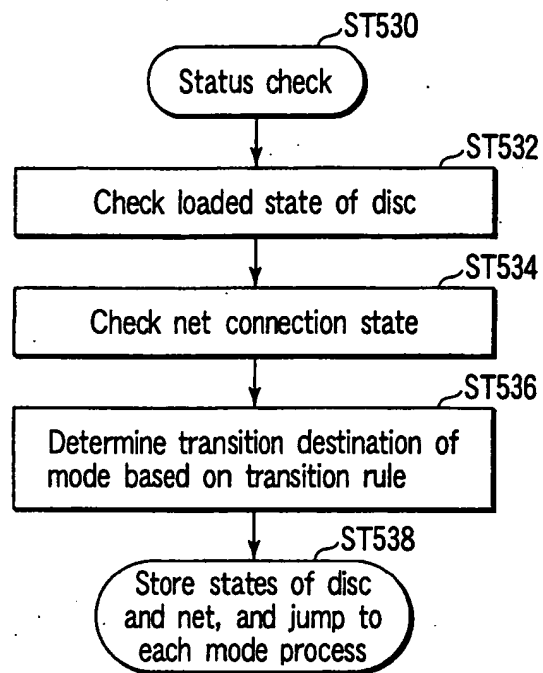 ST530
Status check
ST532
Check loaded state of disc
ST534
Check net connection state
ST536
Determine transition destination of
mode based on transition rule
ST538
Store states of disc
and net, and jump to
each mode process